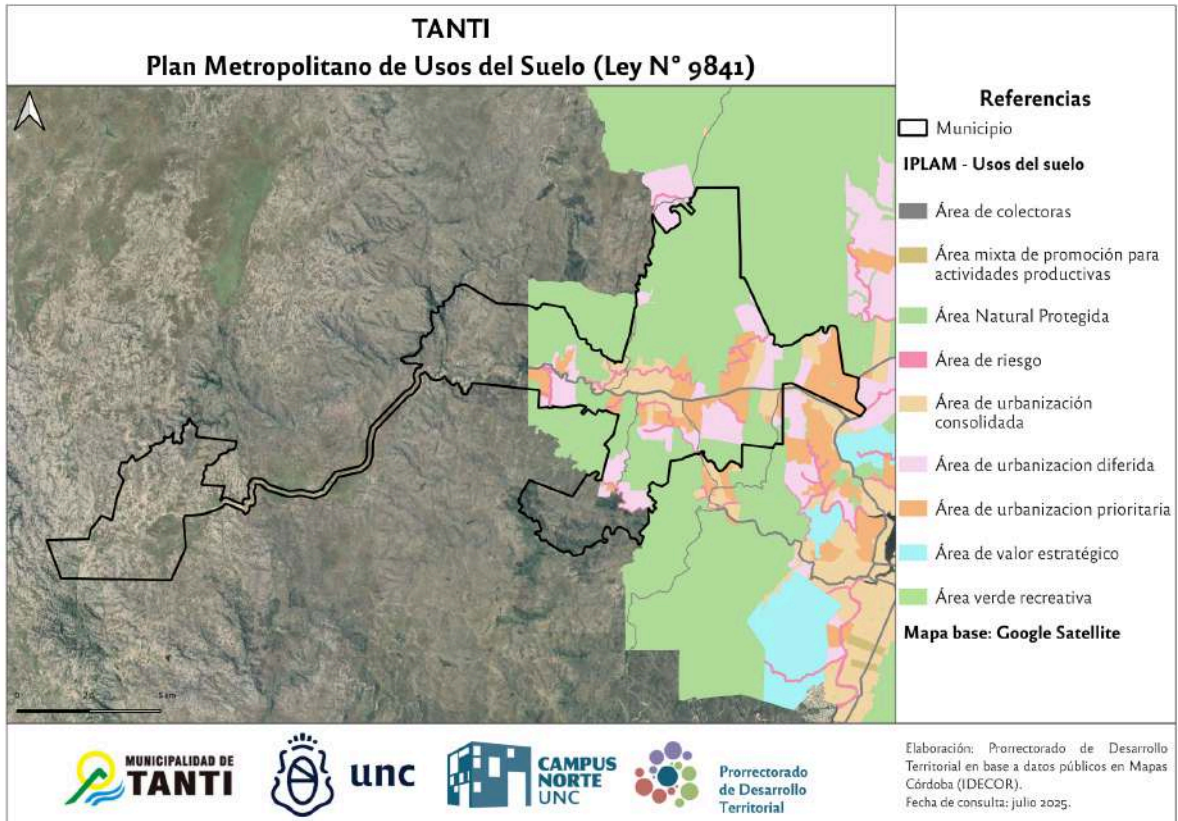 TANTI
Plan Metropolitano de Usos del Suelo (Ley N° 9841)
Referencias
Municipio
IPLAM - Usos del suelo
Área de colectoras
Área mixta de promoción para
actividades productivas
Área Natural Protegida
Área de riesgo
Área de urbanización
consolidada
Área de urbanizacion diferida
Área de urbanizacion prioritaria
Área de valor estratégico
Área verde recreativa
Mapa base: Google Satellite
0
5 km
MUNICIPALIDAD DE
TANTI
unc
CAMPUS
NORTE
UNC
Prorrectorado
de Desarrollo
Territorial
Elaboración: Prorrectorado de Desarrollo
Territorial en base a datos públicos en Mapas
Córdoba (IDECOR).
Fecha de consulta: julio 2025.